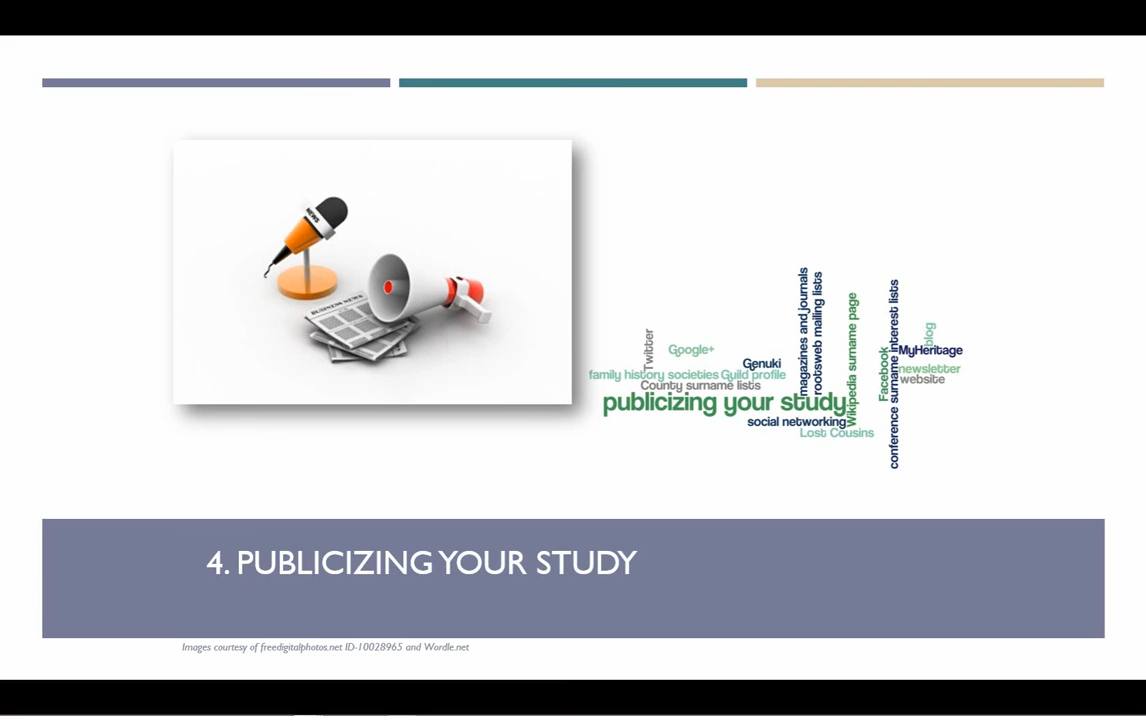 NEWS
BUSINESS NEWS
Twitter
Google+
Genuki
family history societies
Guild profile
County surname lists
publicizing your study
social networking
Lost Cousins
magazines and journals
rootsweb mailing lists
Wikipedia surname page
Facebook
conference surname interest lists
blog
MyHeritage
newsletter
website
4. PUBLICIZING YOUR STUDY
Images courtesy of freedigitalphotos.net ID-10028965 and Wordle.net